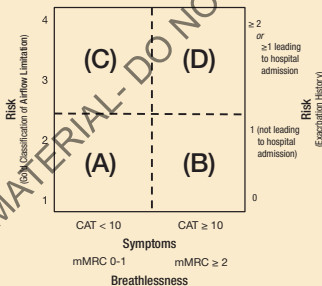 MATERIAL- DO NO
4
3
2
1
Risk
(Gold Classification of Airflow Limitation)
(C)
(D)
(A)
(B)
≥ 2
or
≥1 leading
to hospital
admission
1 (not leading
to hospital
admission)
0
Risk
(Exacerbation History)
CAT < 10
CAT ≥ 10
Symptoms
mMRC 0-1
mMRC ≥ 2
Breathlessness